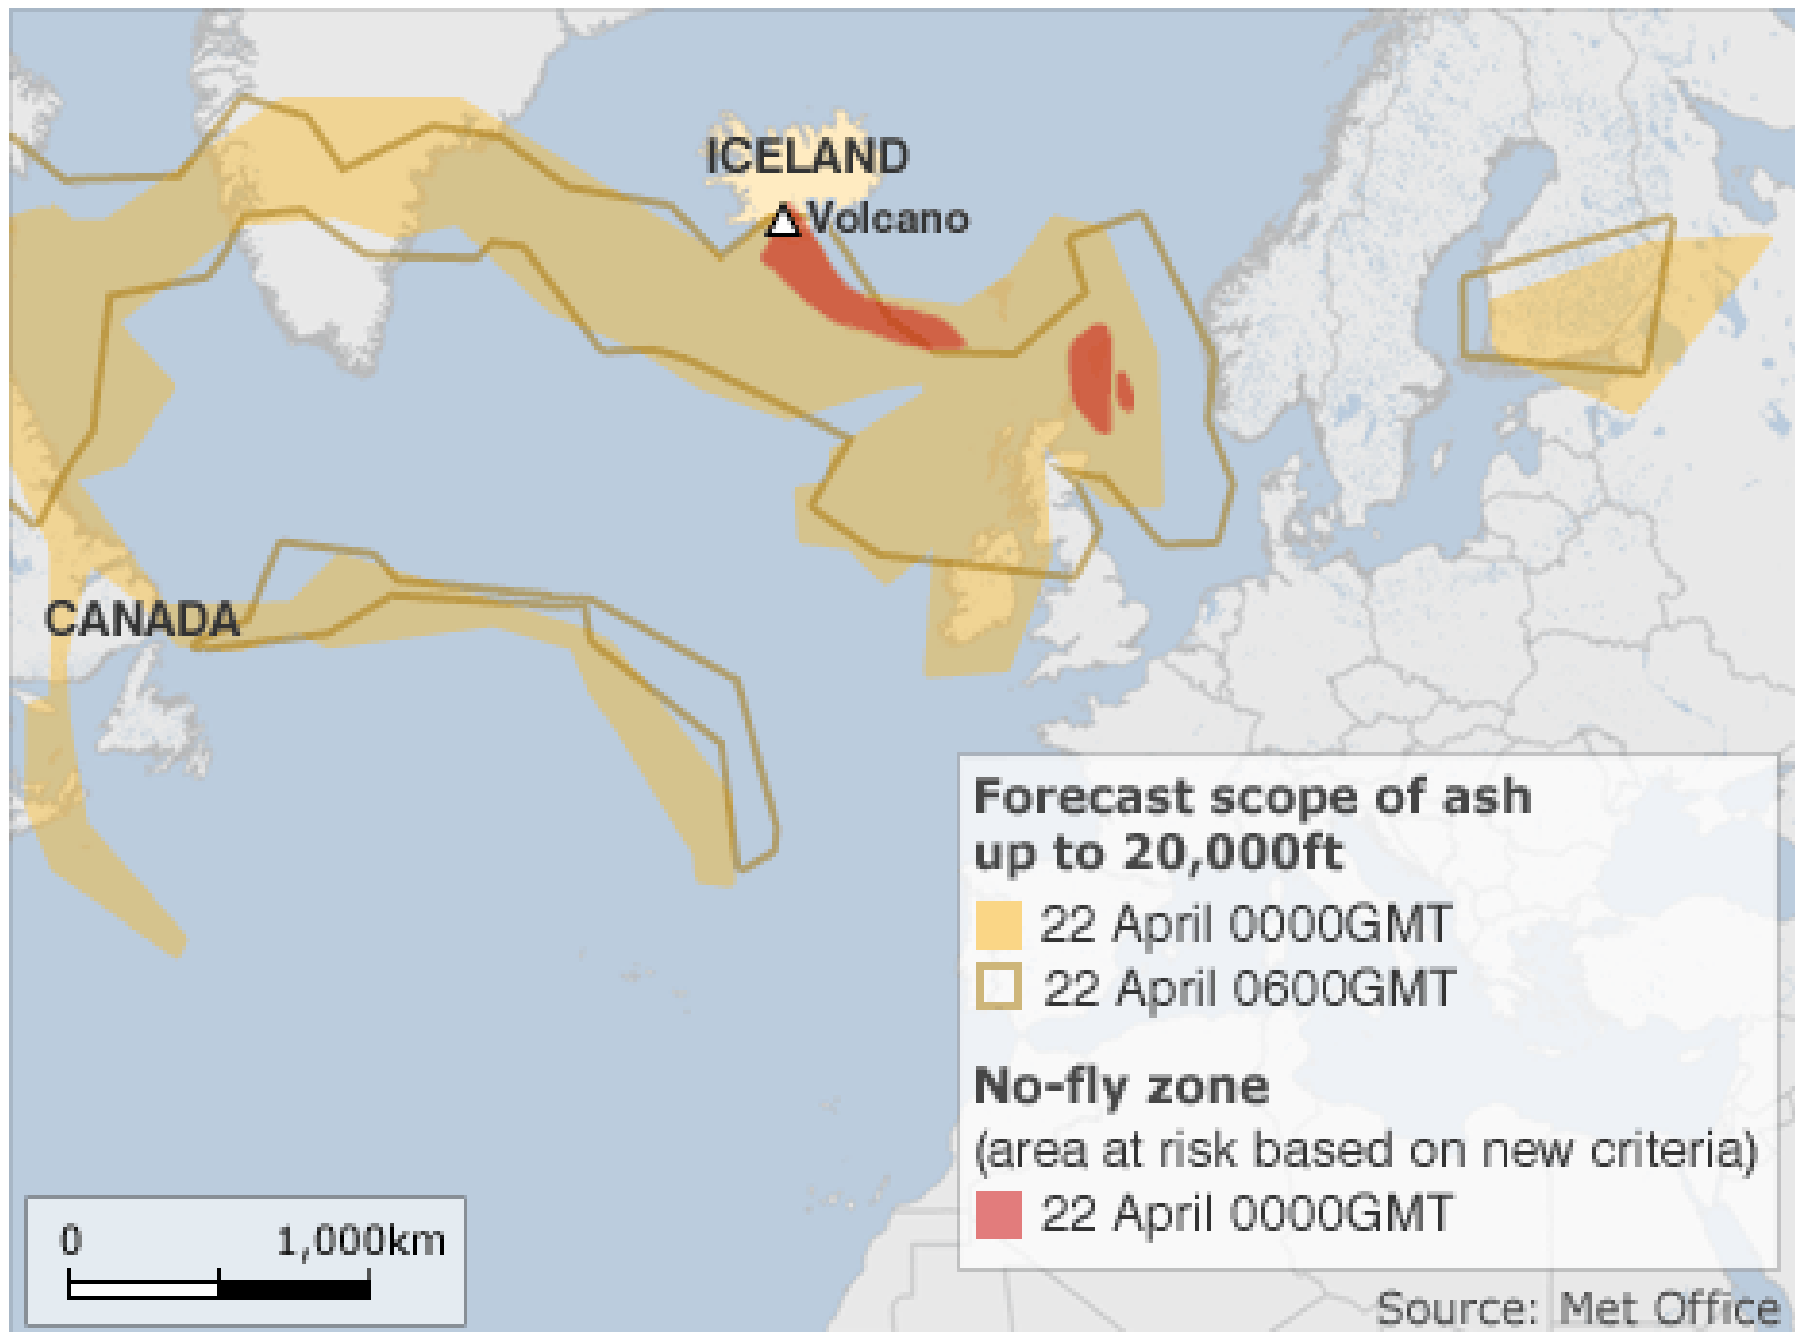 ICELAND
Volcano
CANADA
Forecast scope of ash
up to 20,000ft
22 April 0000GMT
22 April 0600GMT
No-fly zone
(area at risk based on new criteria)
22 April 0000GMT
0 1,000km
Source: Met Office